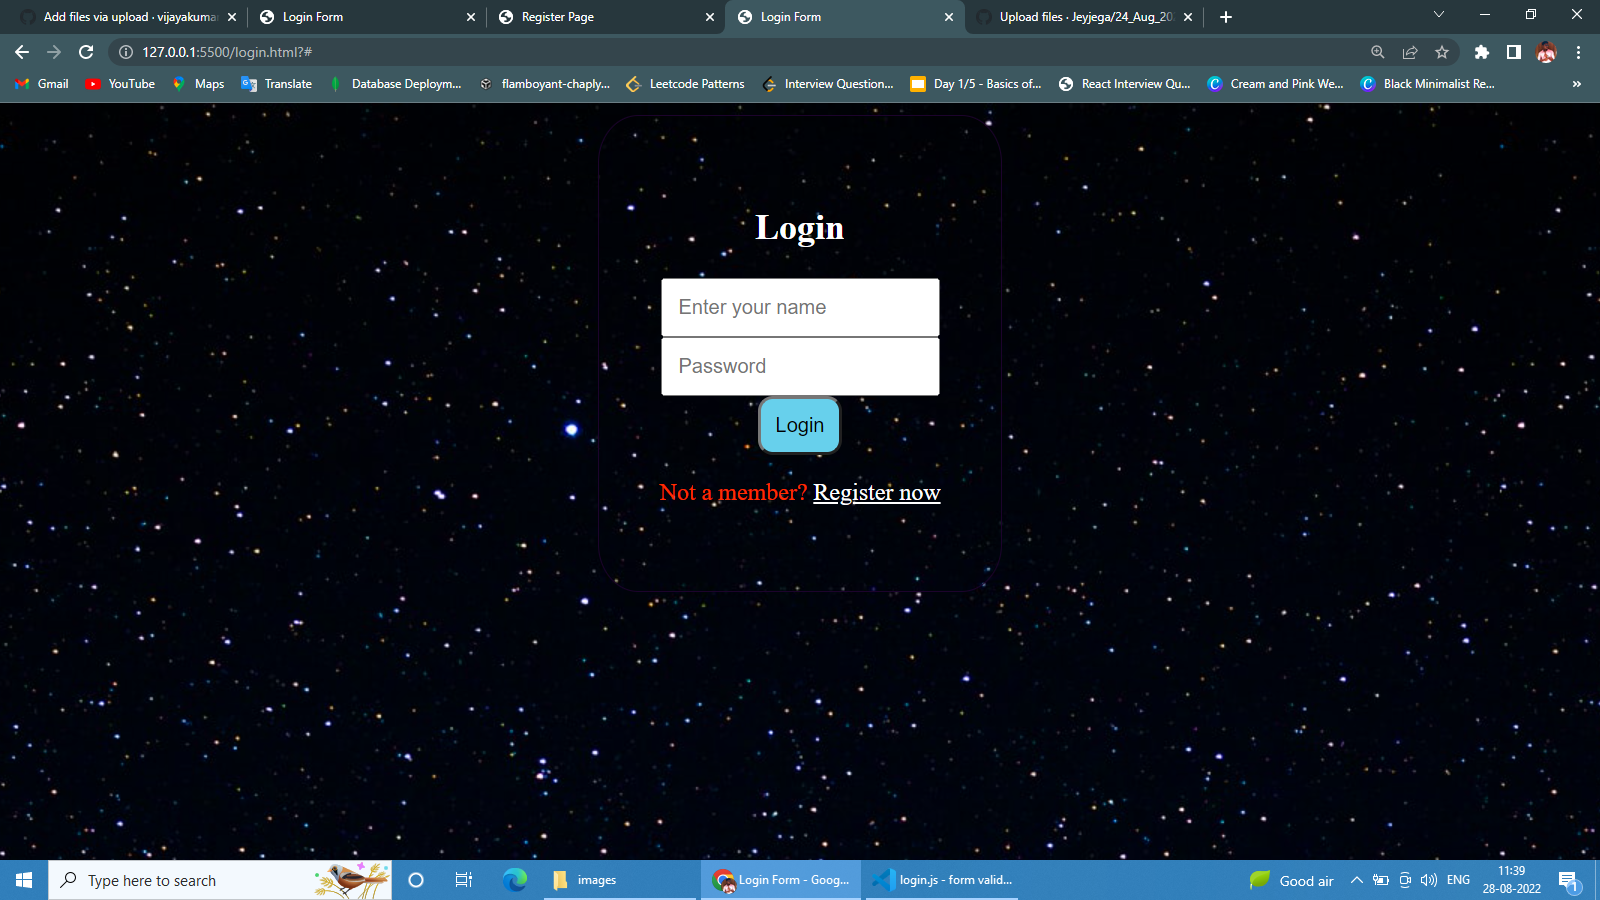 Add files via upload · vijayakumar
Login Form
Register Page
Login Form
Upload files · Jeyjega/24_Aug_20
127.0.0.1:5500/login.html?#
Gmail
YouTube
Maps
Translate
Database Deploym...
flamboyant-chaply...
Leetcode Patterns
Interview Question...
Day 1/5 - Basics of...
React Interview Qu...
Cream and Pink We...
Black Minimalist Re...
»
Login
Enter your name
Password
Login
Not a member? Register now
Type here to search
images
Login Form - Goog...
login.js - form valid...
Good air
ENG
11:39
28-08-2022
1